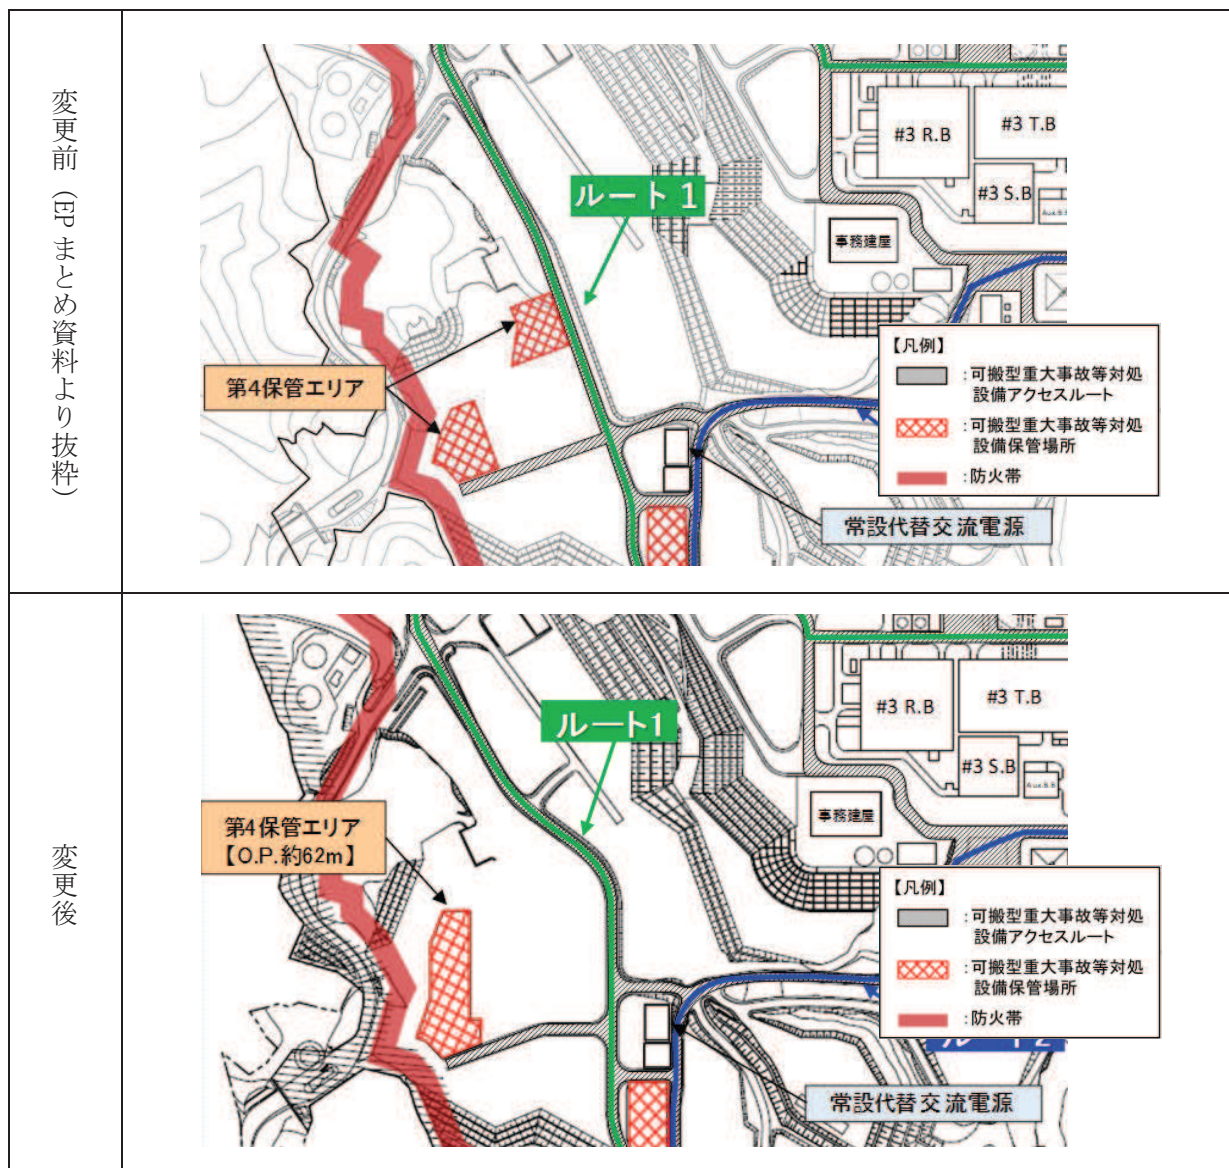 変更前（EP まとめ資料より抜粋）
#3 R.B
#3 T.B
#3 S.B
Aux.B.B
ルート 1
事務建屋
第4保管エリア
【凡例】
：可搬型重大事故等対処
設備アクセスルート
：可搬型重大事故等対処
設備保管場所
：防火帯
常設代替交流電源
変更後
#3 R.B
#3 T.B
#3 S.B
Aux.B.B
ルート1
事務建屋
第4保管エリア
【O.P.約62m】
【凡例】
：可搬型重大事故等対処
設備アクセスルート
：可搬型重大事故等対処
設備保管場所
：防火帯
常設代替交流電源